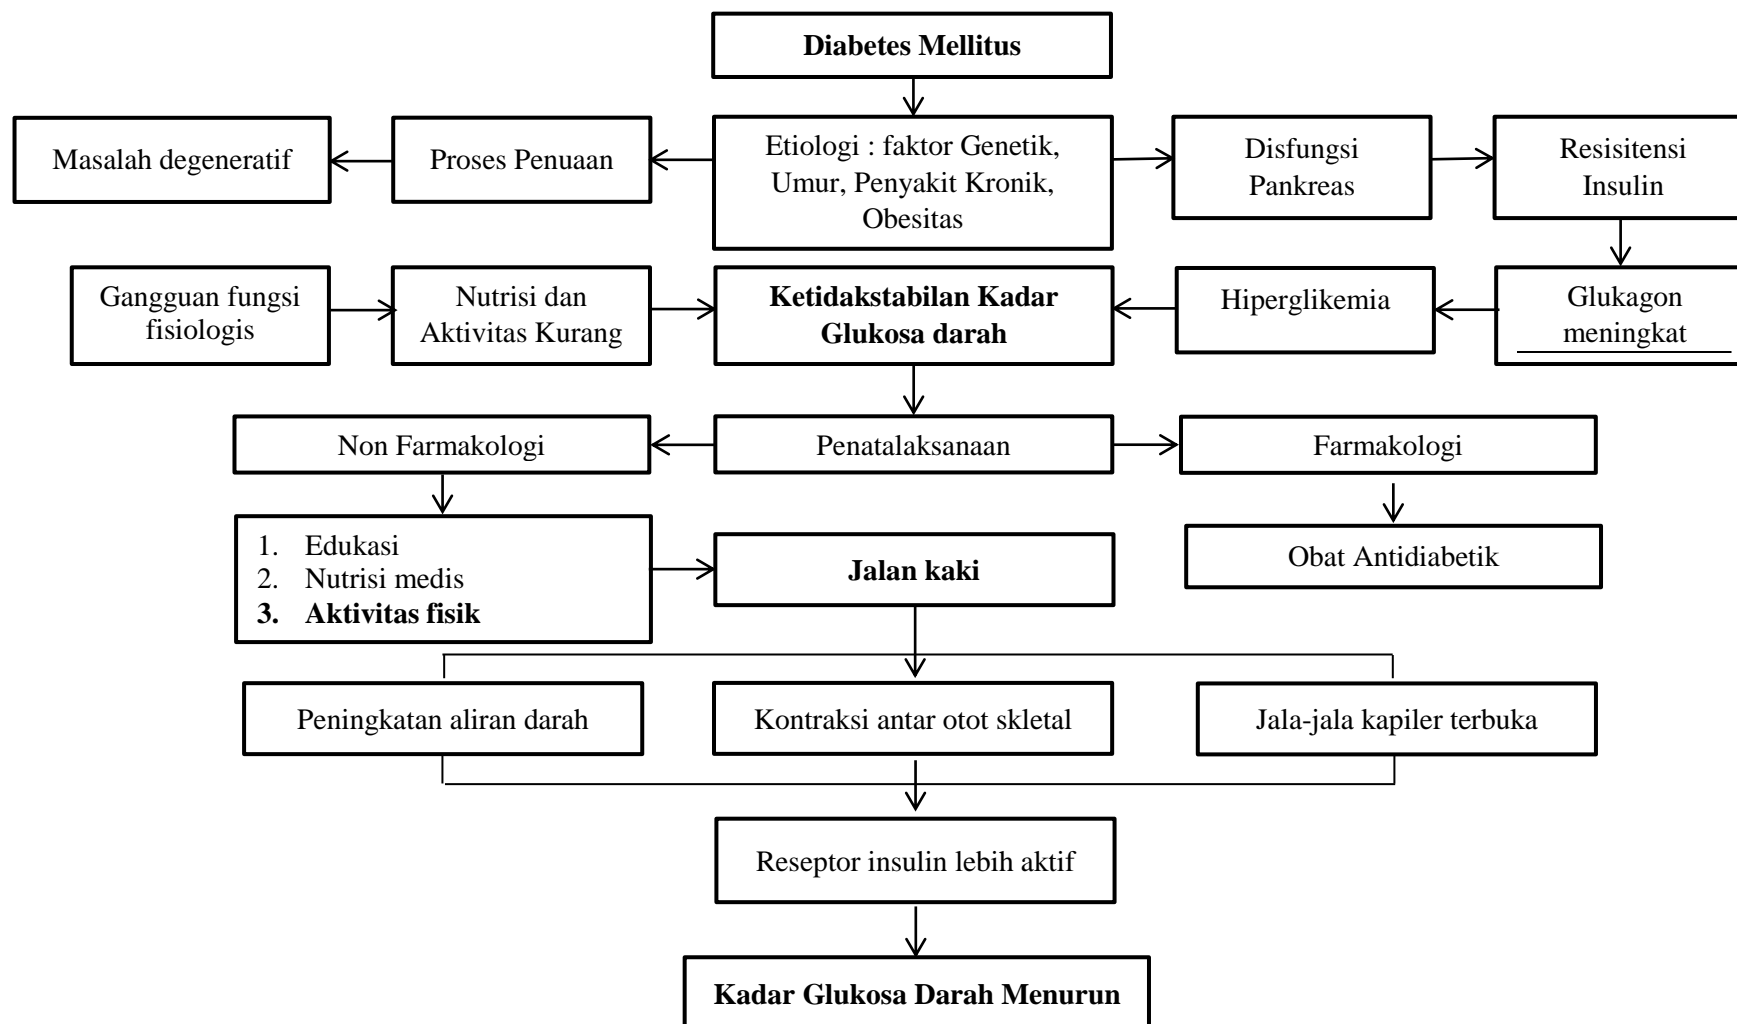 Diabetes Mellitus
Masalah degeneratif
Proses Penuaan
Etiologi : faktor Genetik,
Umur, Penyakit Kronik,
Obesitas
Disfungsi
Pankreas
Resisitensi
Insulin
Gangguan fungsi
fisiologis
Nutrisi dan
Aktivitas Kurang
Ketidakstabilan Kadar
Glukosa darah
Hiperglikemia
Glukagon
meningkat
Non Farmakologi
Penatalaksanaan
Farmakologi
1. Edukasi
2. Nutrisi medis
3. Aktivitas fisik
Jalan kaki
Obat Antidiabetik
Peningkatan aliran darah
Kontraksi antar otot skletal
Jala-jala kapiler terbuka
Reseptor insulin lebih aktif
Kadar Glukosa Darah Menurun